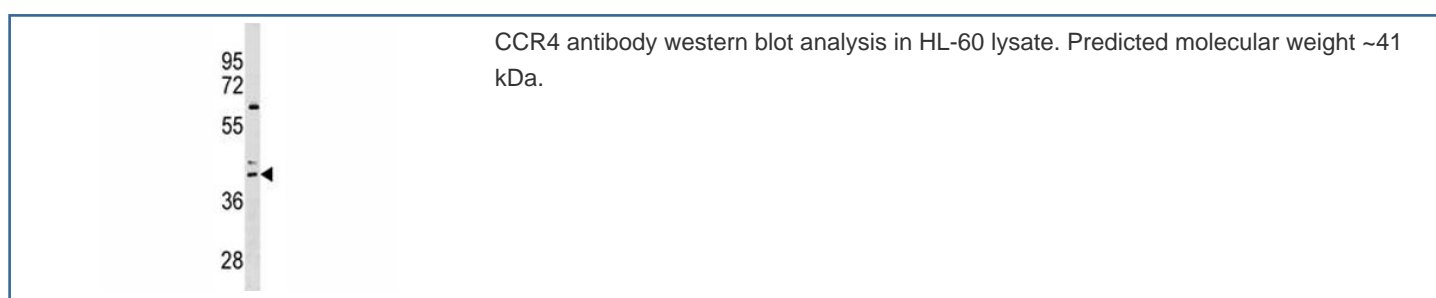 95
72
55
36
28
CCR4 antibody western blot analysis in HL-60 lysate. Predicted molecular weight ~41
kDa.